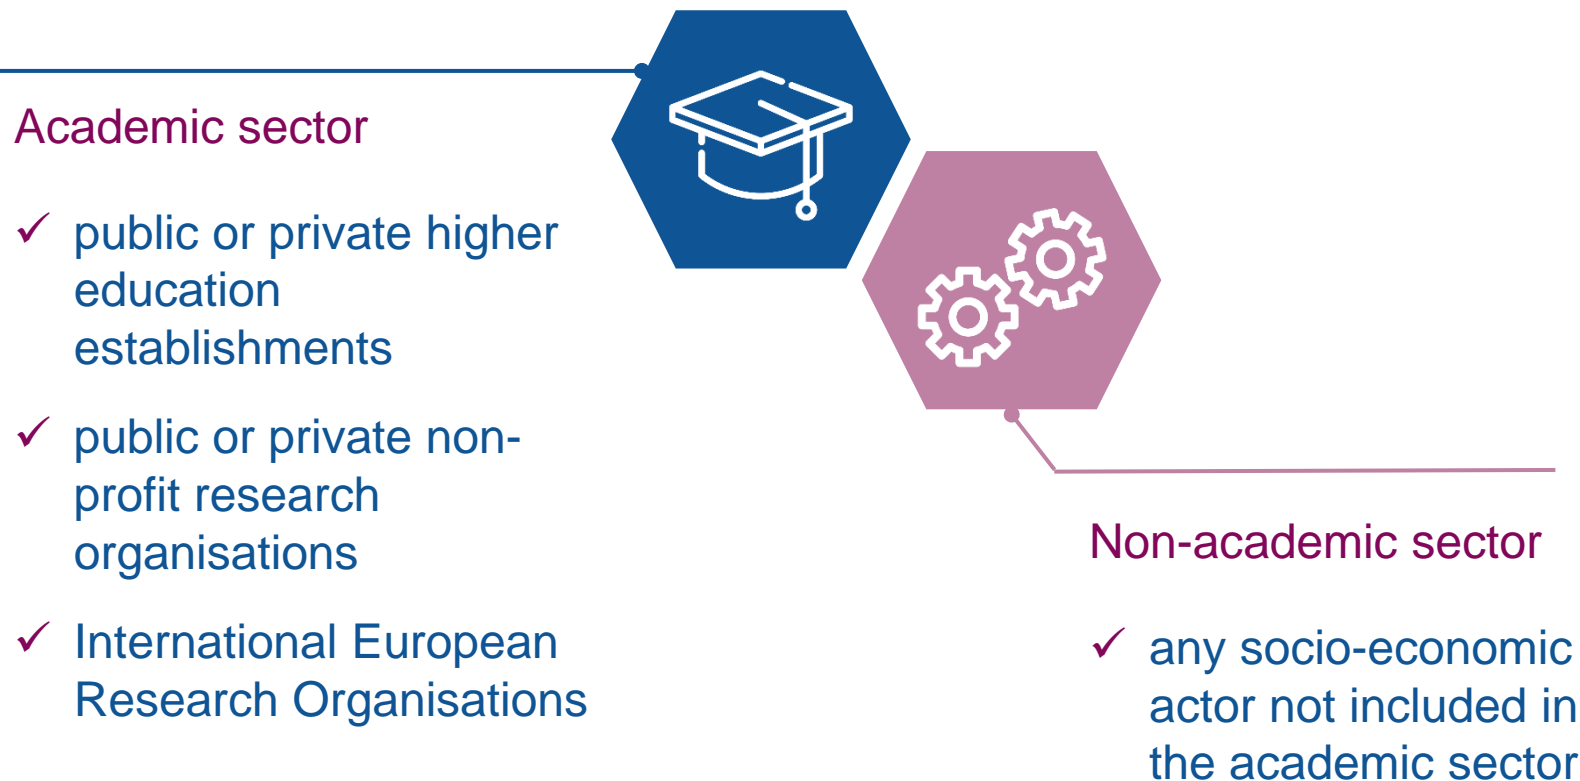 Academic sector
✓ public or private higher
education
establishments
✓ public or private non-
profit research
organisations
✓ International European
Research Organisations
Non-academic sector
✓ any socio-economic
actor not included in
the academic sector